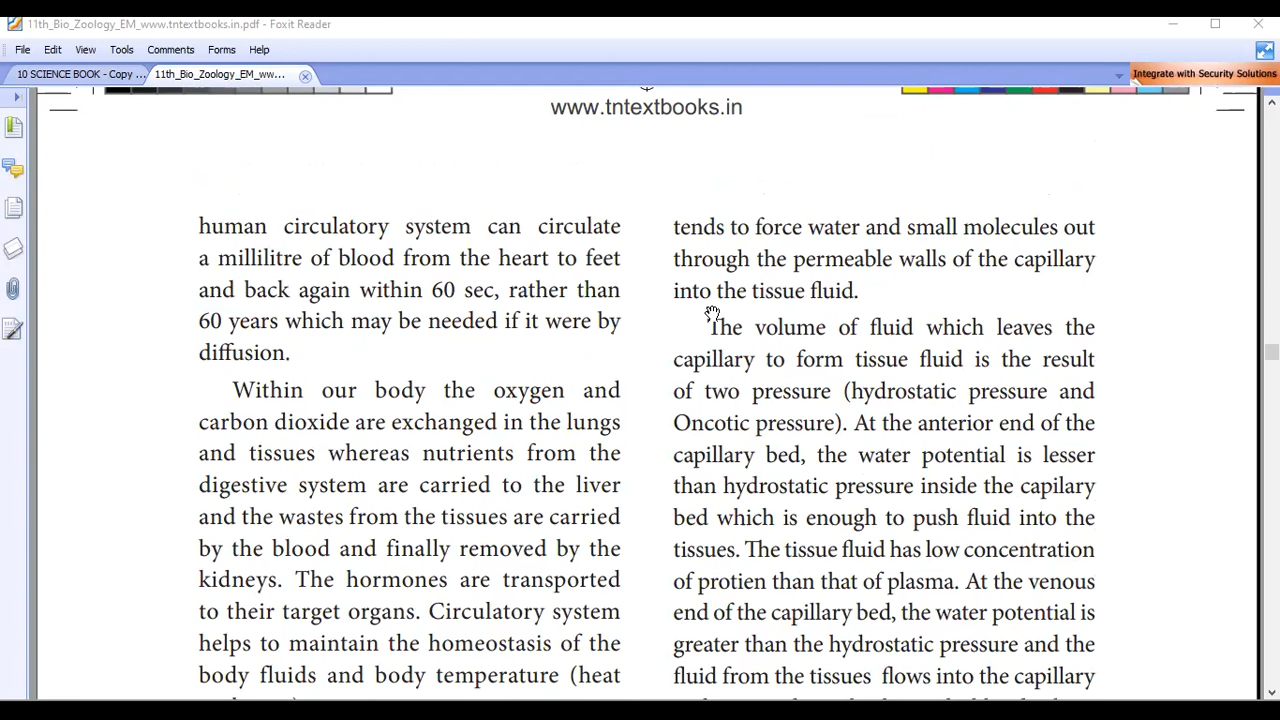 11th_Bio_Zoology_EM_www.tntextbooks.in.pdf - Foxit Reader
File Edit View Tools Comments Forms Help
10 SCIENCE BOOK - Copy ... 11th_Bio_Zoology_EM_ww... Integrate with Security Solutions
www.tntextbooks.in
human circulatory system can circulate
a millilitre of blood from the heart to feet
and back again within 60 sec, rather than
60 years which may be needed if it were by
diffusion.
Within our body the oxygen and
carbon dioxide are exchanged in the lungs
and tissues whereas nutrients from the
digestive system are carried to the liver
and the wastes from the tissues are carried
by the blood and finally removed by the
kidneys. The hormones are transported
to their target organs. Circulatory system
helps to maintain the homeostasis of the
body fluids and body temperature (heat
tends to force water and small molecules out
through the permeable walls of the capillary
into the tissue fluid.
The volume of fluid which leaves the
capillary to form tissue fluid is the result
of two pressure (hydrostatic pressure and
Oncotic pressure). At the anterior end of the
capillary bed, the water potential is lesser
than hydrostatic pressure inside the capilary
bed which is enough to push fluid into the
tissues. The tissue fluid has low concentration
of protien than that of plasma. At the venous
end of the capillary bed, the water potential is
greater than the hydrostatic pressure and the
fluid from the tissues flows into the capillary